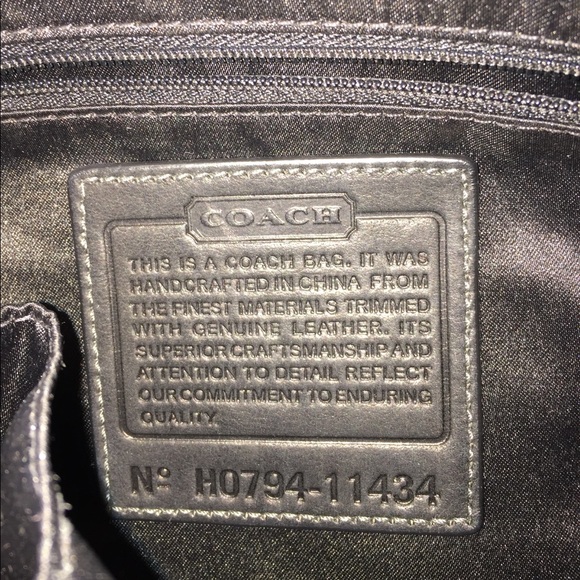 COACH
THIS IS A COACH BAG. IT WAS
HANDCRAFTED IN CHINA FROM
THE FINEST MATERIALS TRIMMED
WITH GENUINE LEATHER. ITS
SUPERIOR CRAFTSMANSHIP AND
ATTENTION TO DETAIL REFLECT
OUR COMMITMENT TO ENDURING
QUALITY.
Nº H0794-11434